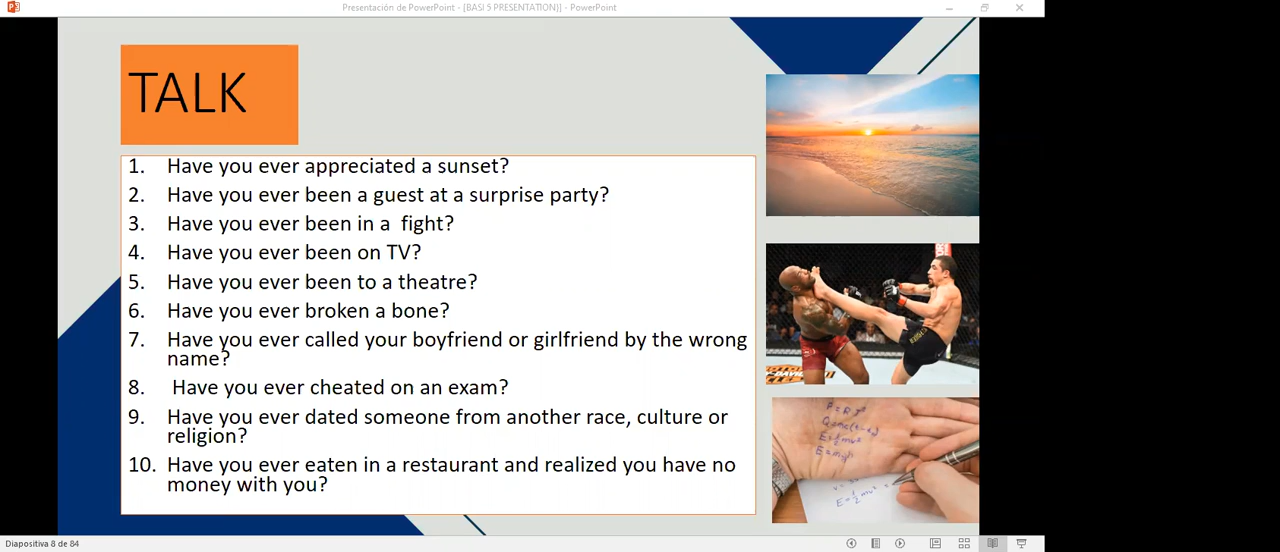 Presentación de PowerPoint - [BASI 5 PRESENTATION)] - PowerPoint
TALK
1. Have you ever appreciated a sunset?
2. Have you ever been a guest at a surprise party?
3. Have you ever been in a  fight?
4. Have you ever been on TV?
5. Have you ever been to a theatre?
6. Have you ever broken a bone?
7. Have you ever called your boyfriend or girlfriend by the wrong
name?
8. Have you ever cheated on an exam?
9. Have you ever dated someone from another race, culture or
religion?
10. Have you ever eaten in a restaurant and realized you have no
money with you?
Diapositiva 8 de 84